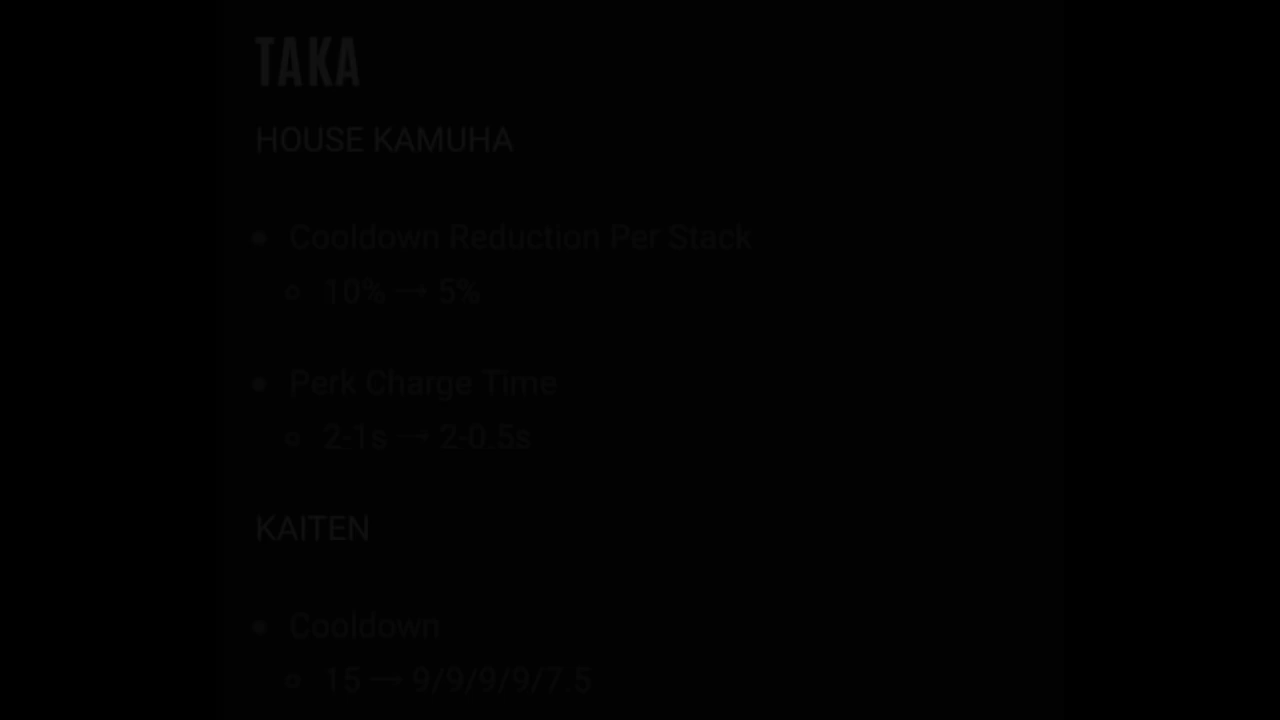 TAKA
HOUSE KAMUHA
Cooldown Reduction Per Stack
10% → 5%
Perk Charge Time
2-1s → 2-0.5s
KAITEN
Cooldown
15 → 9/9/9/9/7.5